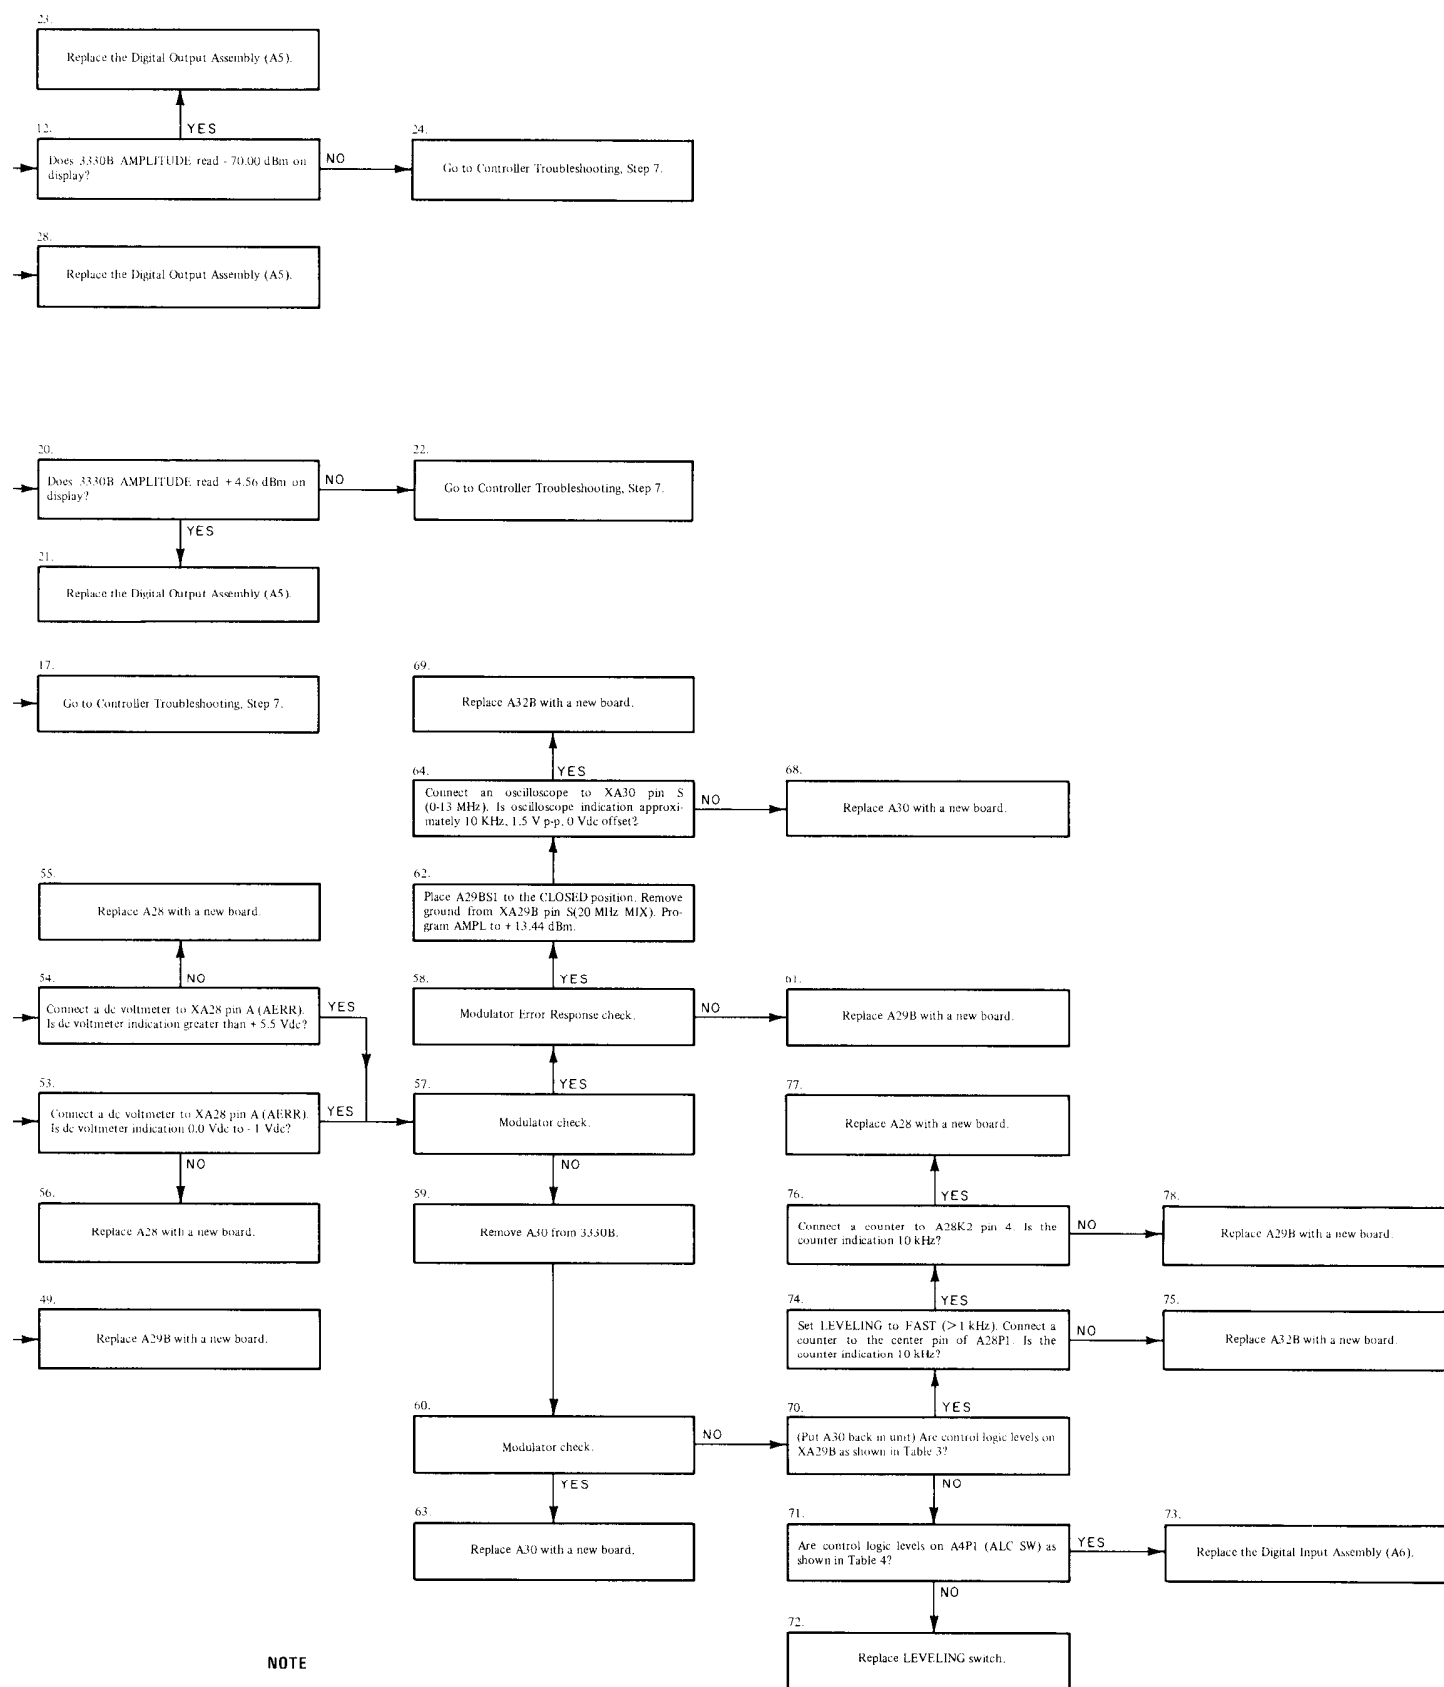 23.
Replace the Digital Output Assembly (A5).
YES
12.
Does 3330B AMPLITUDE read - 70.00 dBm on
display?
NO
24.
Go to Controller Troubleshooting, Step 7.
28.
Replace the Digital Output Assembly (A5).
20.
Does 3330B AMPLITUDE read + 4.56 dBm on
display?
NO
22.
Go to Controller Troubleshooting, Step 7.
YES
21.
Replace the Digital Output Assembly (A5).
17.
Go to Controller Troubleshooting, Step 7.
69.
Replace A32B with a new board.
YES
64.
Connect an oscilloscope to XA30 pin S
(0-13 MHz). Is oscilloscope indication approxi-
mately 10 KHz, 1.5 V p-p, 0 Vdc offset?
NO
68.
Replace A30 with a new board.
62.
Place A29BS1 to the CLOSED position. Remove
ground from XA29B pin S(20 MHz MIX). Pro-
gram AMPL to + 13.44 dBm.
55.
Replace A28 with a new board.
NO
54.
Connect a dc voltmeter to XA28 pin A (AERR).
Is dc voltmeter indication greater than + 5.5 Vdc?
YES
YES
58.
Modulator Error Response check.
NO
61.
Replace A29B with a new board.
YES
53.
Connect a dc voltmeter to XA28 pin A (AERR).
Is dc voltmeter indication 0.0 Vdc to - 1 Vdc?
YES
57.
Modulator check.
77.
Replace A28 with a new board.
NO
56.
Replace A28 with a new board.
NO
59.
Remove A30 from 3330B.
YES
76.
Connect a counter to A28K2 pin 4. Is the
counter indication 10 kHz?
NO
78.
Replace A29B with a new board.
49.
Replace A29B with a new board.
YES
74.
Set LEVELING to FAST (>1 kHz). Connect a
counter to the center pin of A28P1. Is the
counter indication 10 kHz?
NO
75.
Replace A32B with a new board.
YES
60.
Modulator check.
NO
70.
(Put A30 back in unit) Are control logic levels on
XA29B as shown in Table 3?
YES
63.
Replace A30 with a new board.
NO
71.
Are control logic levels on A4P1 (ALC SW) as
shown in Table 4?
YES
73.
Replace the Digital Input Assembly (A6).
NO
72.
Replace LEVELING switch.
NOTE